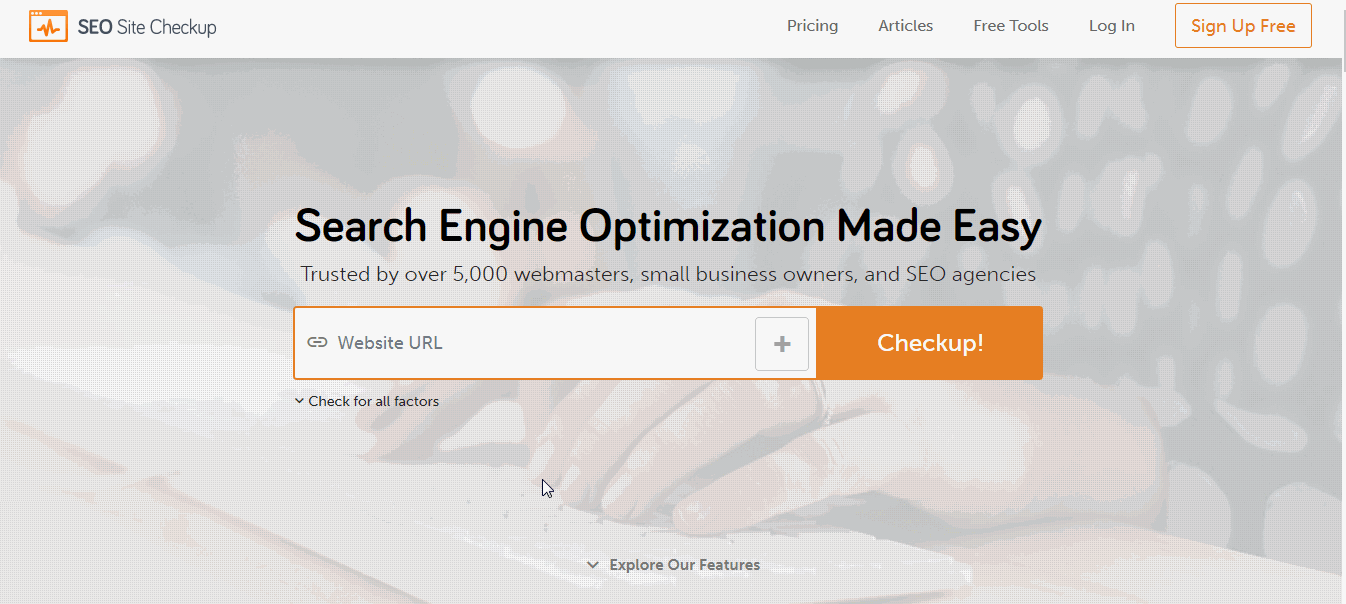 SEO Site Checkup
Pricing
Articles
Free Tools
Log In
Sign Up Free
Search Engine Optimization Made Easy
Trusted by over 5,000 webmasters, small business owners, and SEO agencies
Website URL
+
Checkup!
Check for all factors
Explore Our Features